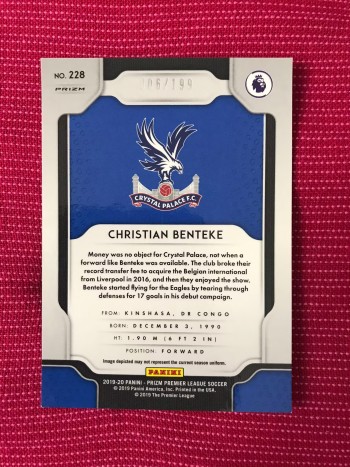 NO. 228
PRIZM
/199
CRYSTAL PALACE F.C.
CHRISTIAN BENTEKE
Money was no object for Crystal Palace, not when a
forward like Benteke was available. The club broke their
record transfer fee to acquire the Belgian international
from Liverpool in 2016, and then they enjoyed the show.
Benteke started flying for the Eagles by tearing through
defenses for 17 goals in his debut campaign.
FROM: KINSHASA, DR CONGO
BORN: DECEMBER 3, 1990
HT: 1.90 M (6 FT 2 IN)
POSITION: FORWARD
Image depicted may not represent the current season uniform.
PANINI
2019-20 PANINI - PRIZM PREMIER LEAGUE SOCCER
© 2019 Panini America, Inc. Printed in the USA.
© 2019 The Premier League